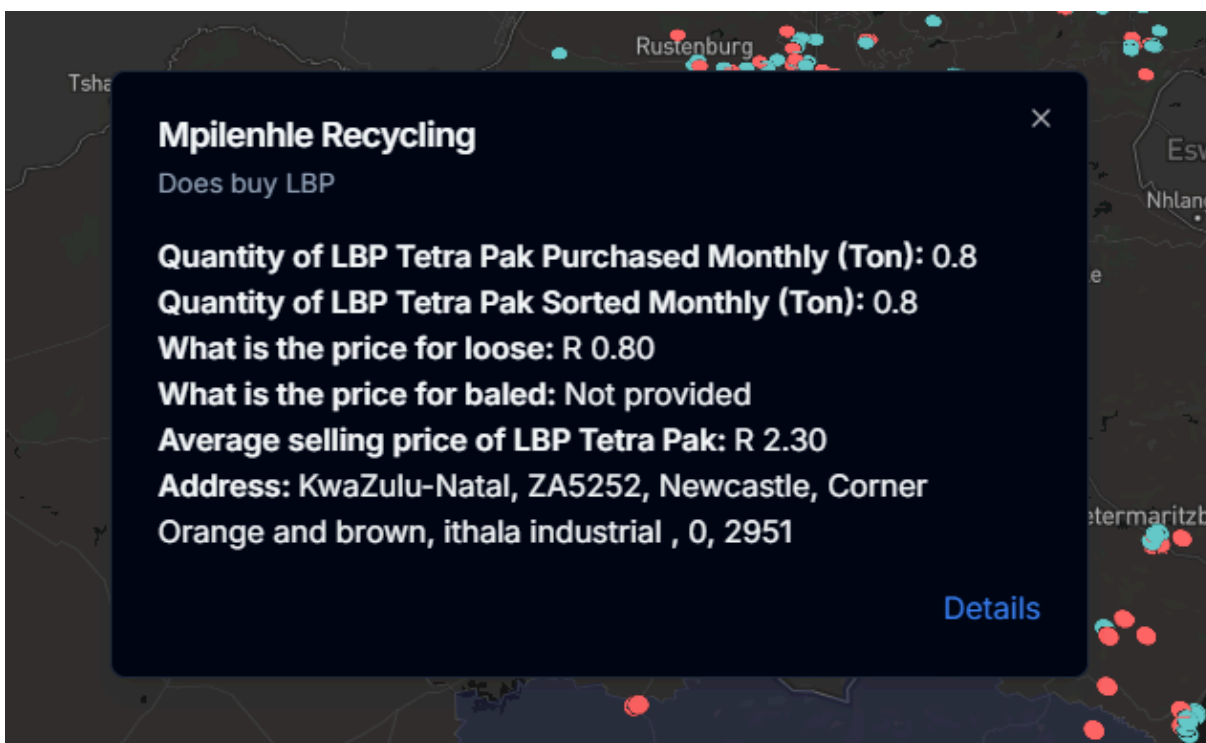 Rustenburg
Tsha
Mpilenhle Recycling
×
Does buy LBP
Esw
Nhlan
Quantity of LBP Tetra Pak Purchased Monthly (Ton): 0.8
e
Quantity of LBP Tetra Pak Sorted Monthly (Ton): 0.8
What is the price for loose: R 0.80
What is the price for baled: Not provided
Average selling price of LBP Tetra Pak: R 2.30
Address: KwaZulu-Natal, ZA5252, Newcastle, Corner
Orange and brown, ithala industrial , 0, 2951
etermaritzb
Details